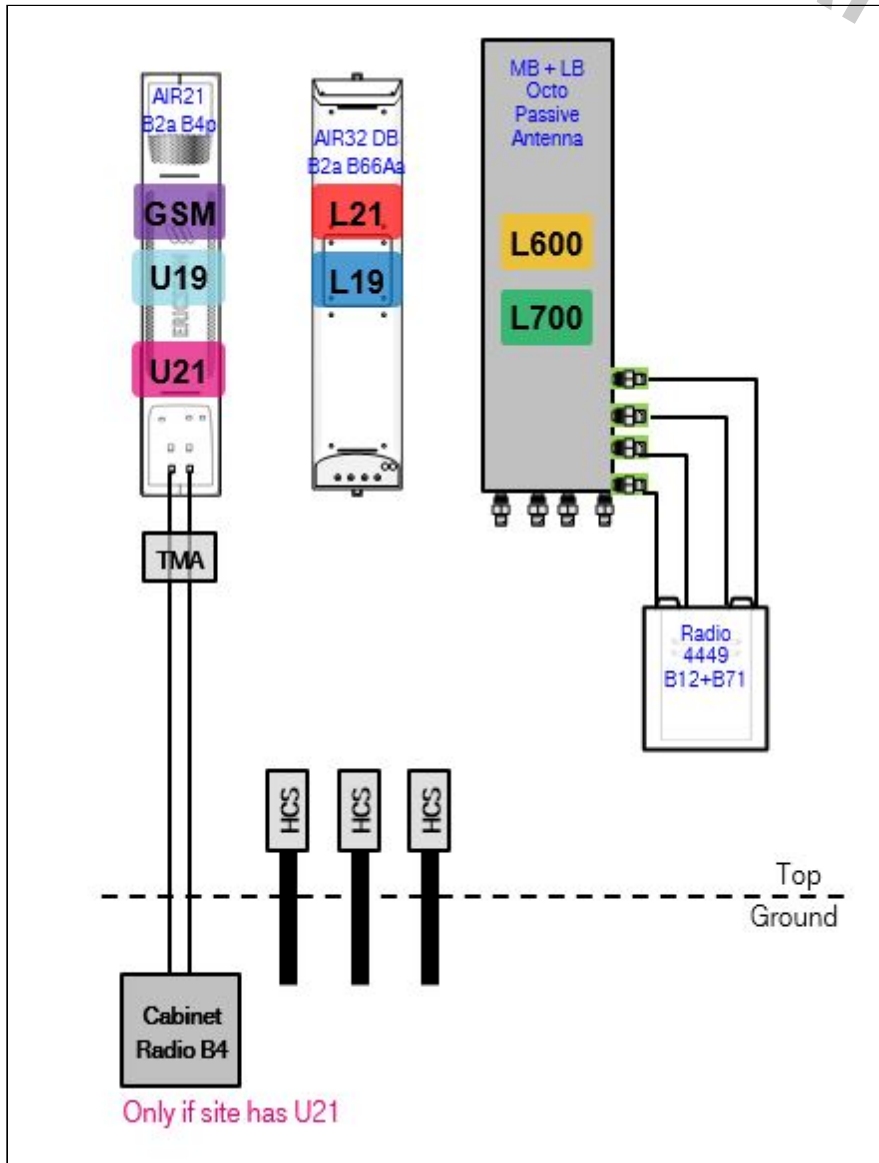 AIR21
B2a B4p
GSM
U19
ERICS
U21
TMA
AIR32 DB
B2a B66Aa
L21
L19
MB + LB
Octo
Passive
Antenna
L600
L700
Radio
4449
B12+B71
HCS
HCS
HCS
Top
Ground
Cabinet
Radio B4
Only if site has U21